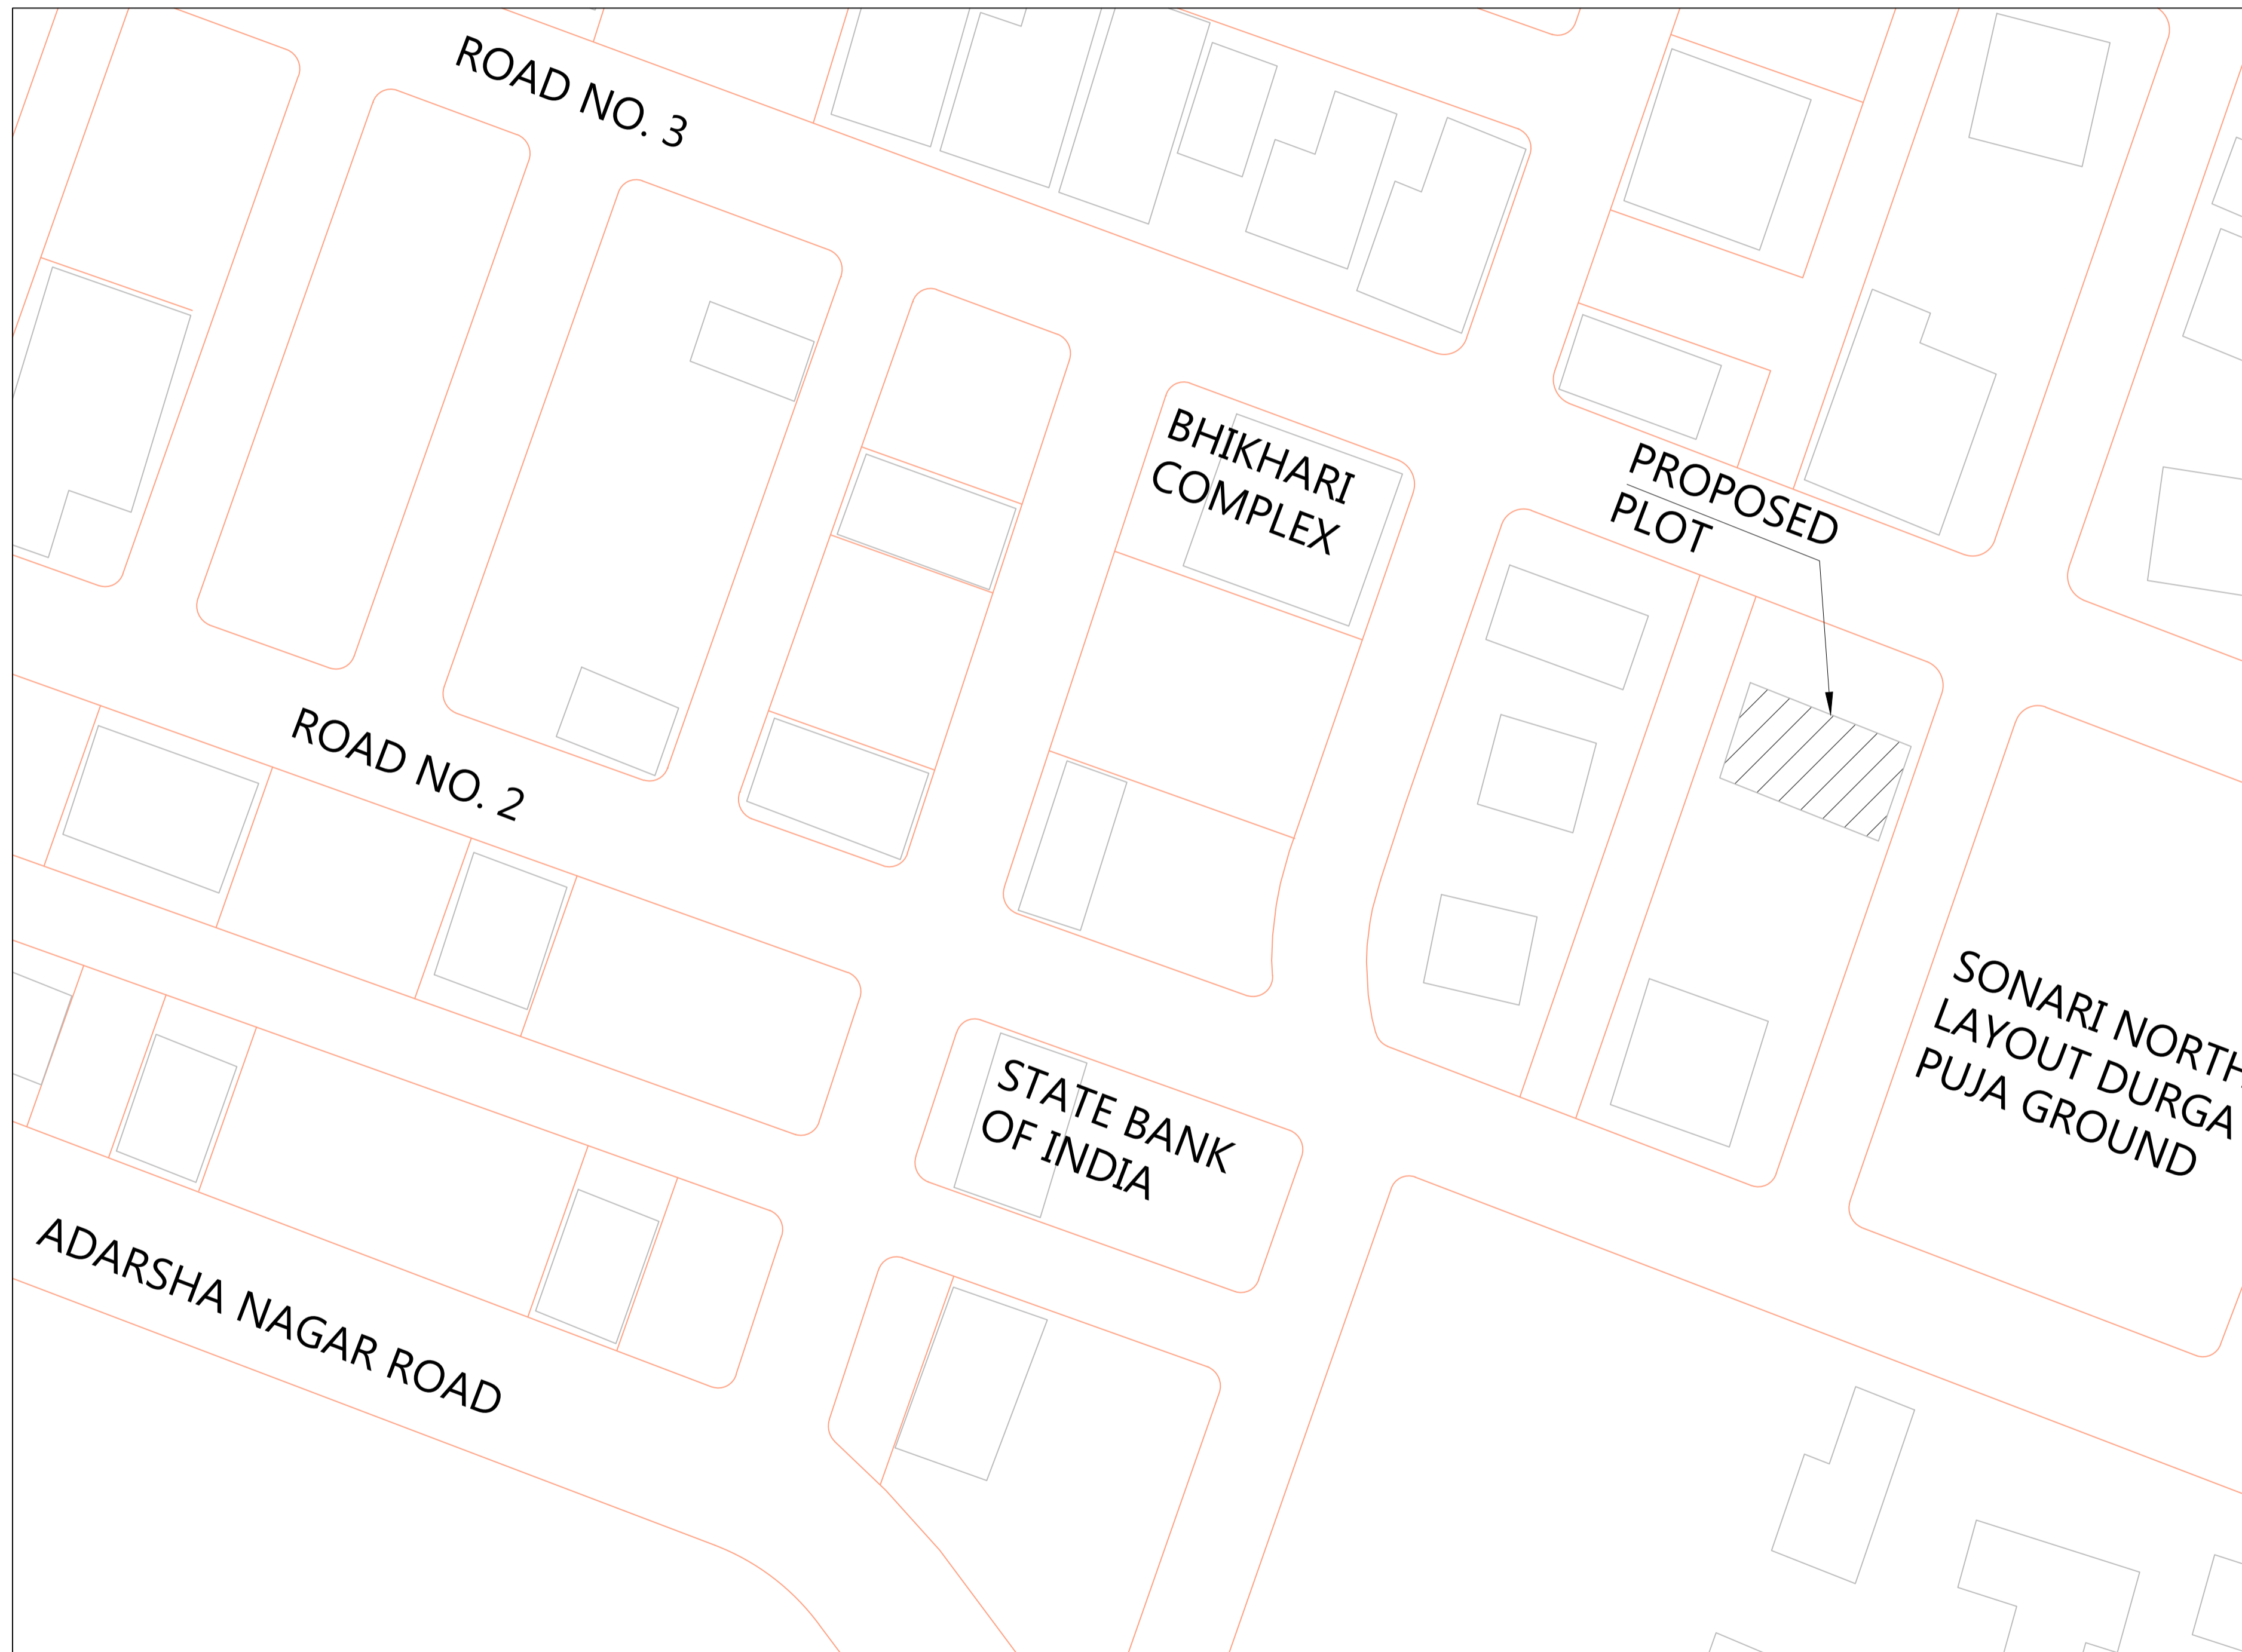 ROAD NO. 3
BHIKHARI
COMPLEX
PROPOSED
PLOT
ROAD NO. 2
SONARI NORTH
LAYOUT DURGA
PUJA GROUND
STATE BANK
OF INDIA
ADARSHA NAGAR ROAD